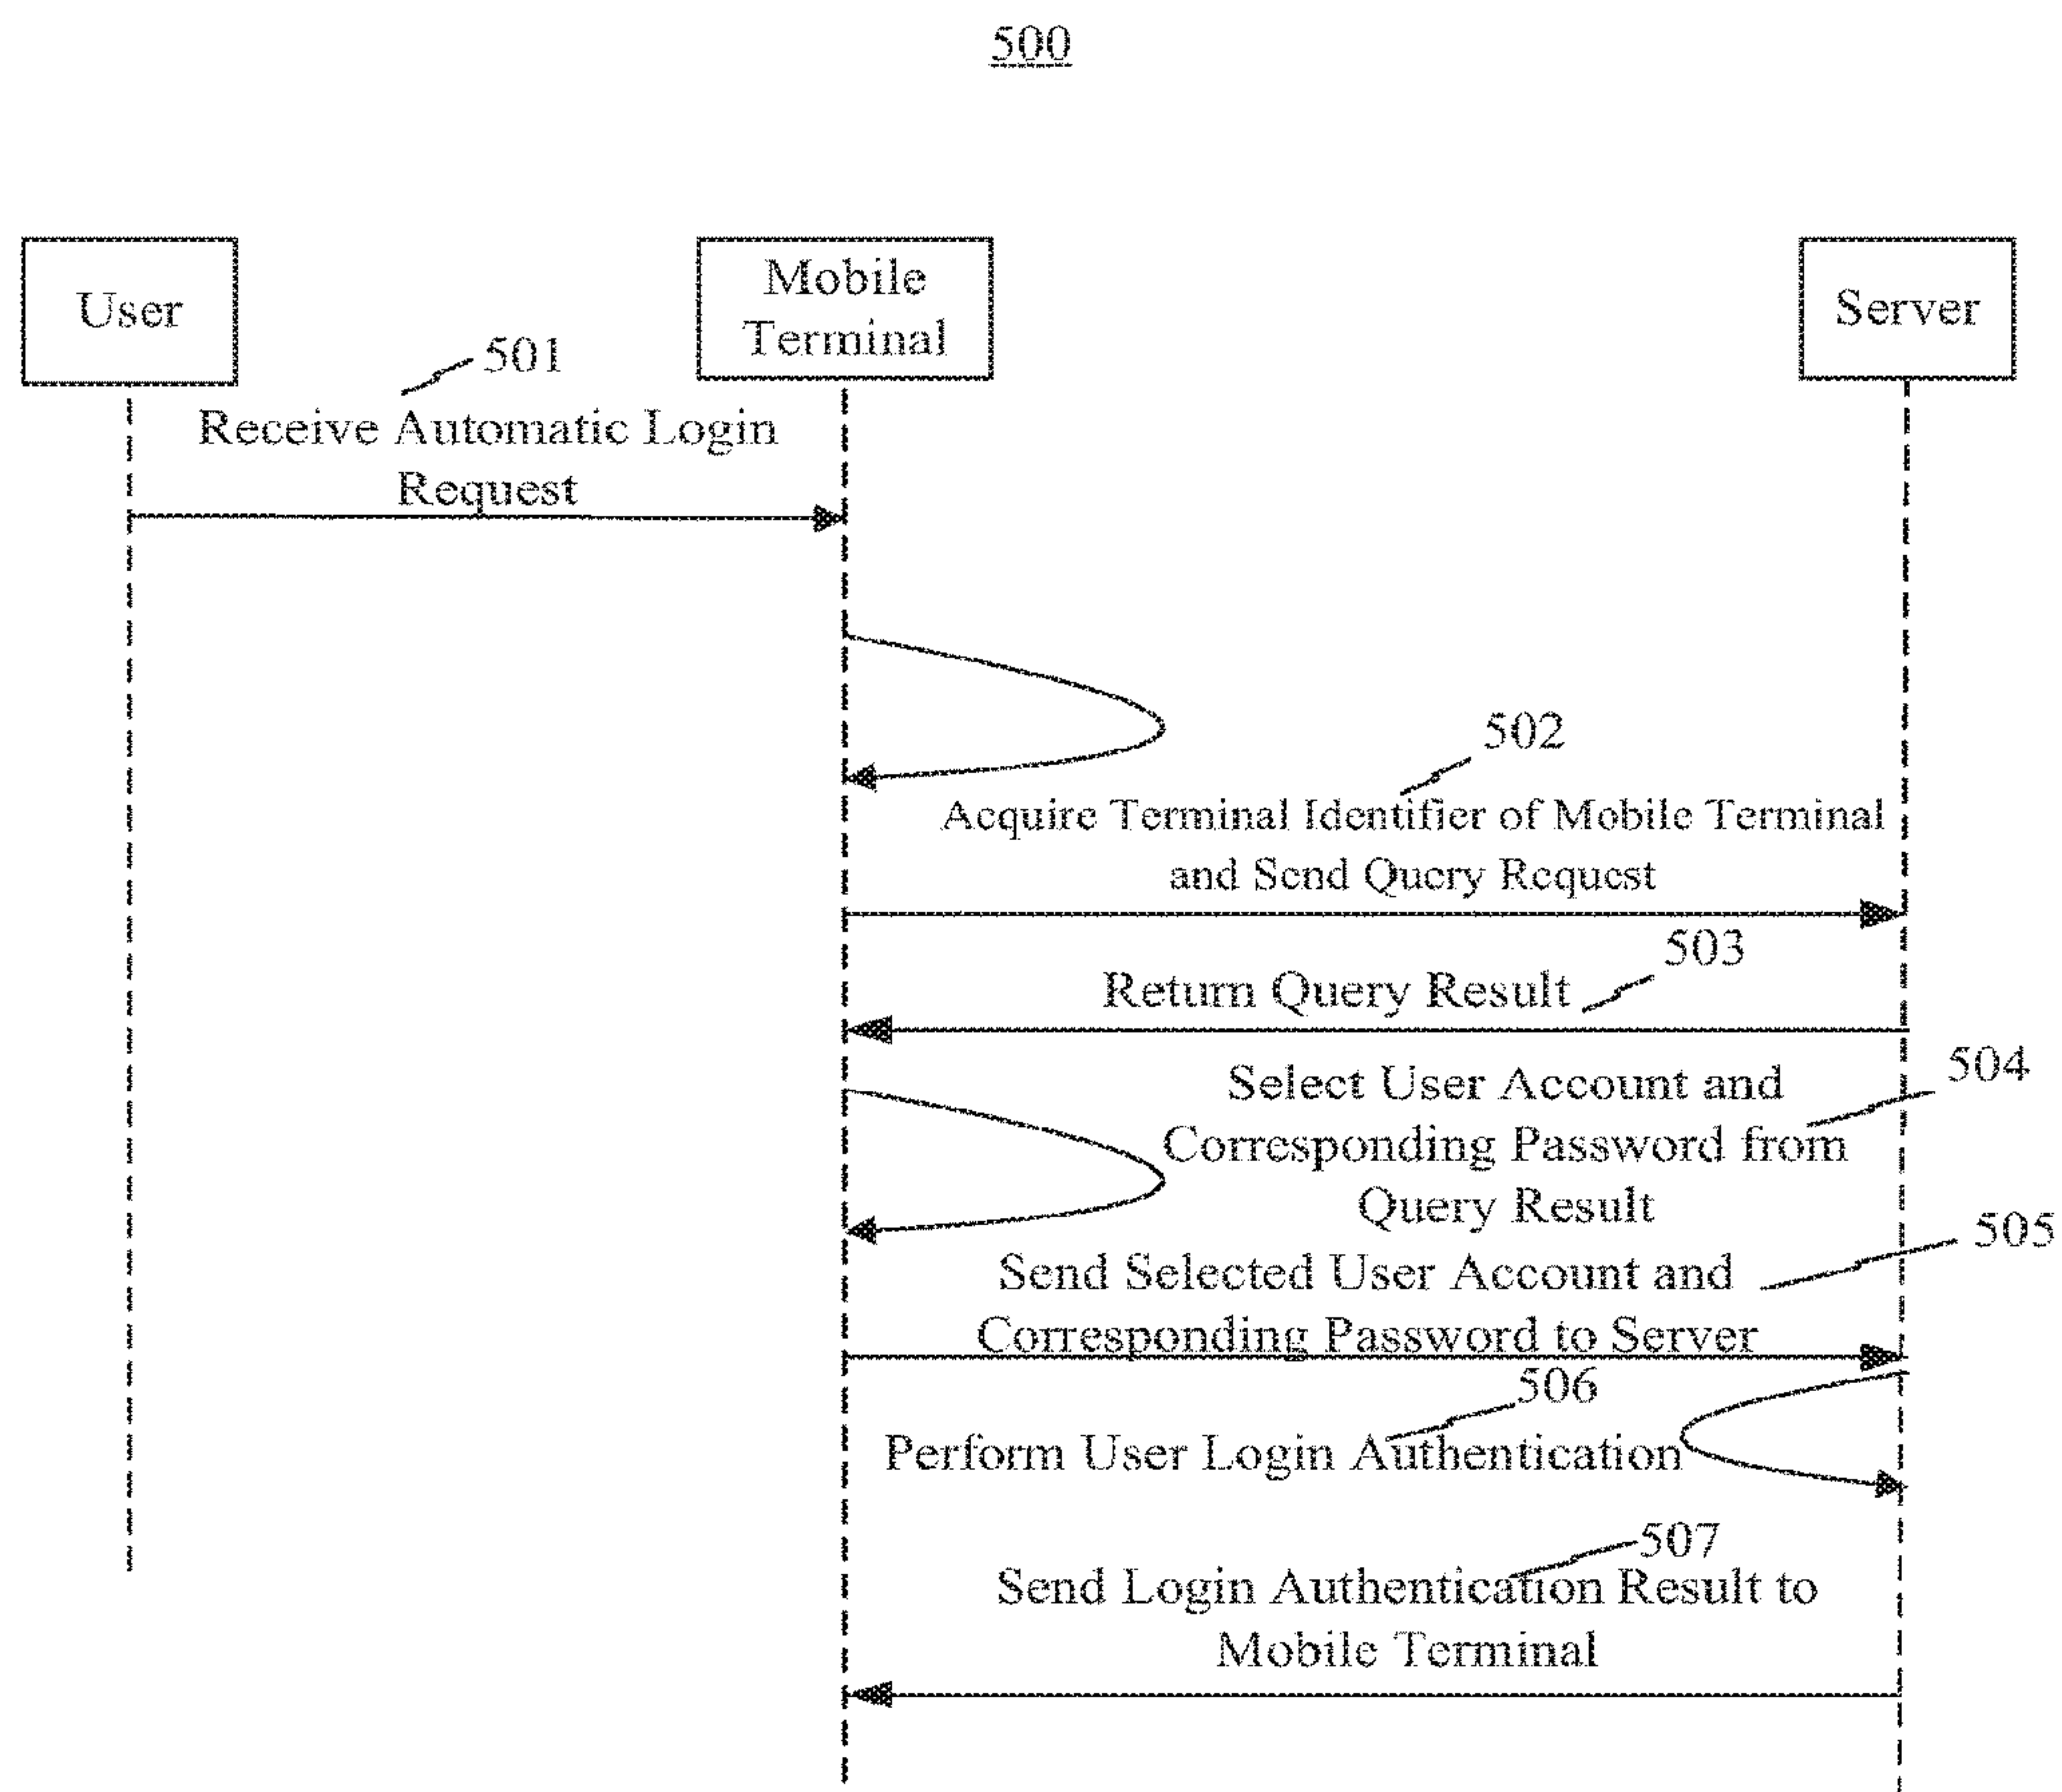 500
User
Mobile
Terminal
Server
501
Receive Automatic Login
Request
502
Acquire Terminal Identifier of Mobile Terminal
and Send Query Request
503
Return Query Result
504
Select User Account and
Corresponding Password from
Query Result
505
Send Selected User Account and
Corresponding Password to Server
506
Perform User Login Authentication
507
Send Login Authentication Result to
Mobile Terminal